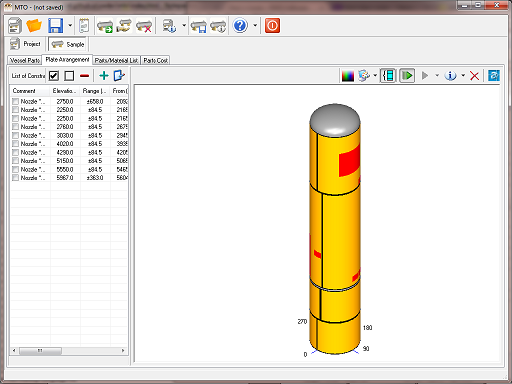 MTO - (not saved)
Project
Sample
Vessel Parts Plate Arrangement Parts/Material List Parts Cost
List of Constra
Comment Elevatio... Range [... From [
Nozzle "... 2750.0 ±658.0 2092
Nozzle "... 2250.0 ±84.5 2165
Nozzle "... 2250.0 ±84.5 2165
Nozzle "... 2760.0 ±84.5 2675
Nozzle "... 3030.0 ±84.5 2945
Nozzle "... 4020.0 ±84.5 3935
Nozzle "... 4290.0 ±84.5 4205
Nozzle "... 5150.0 ±84.5 5065
Nozzle "... 5550.0 ±84.5 5465
Nozzle "... 5967.0 ±363.0 5604
270
180
0
90